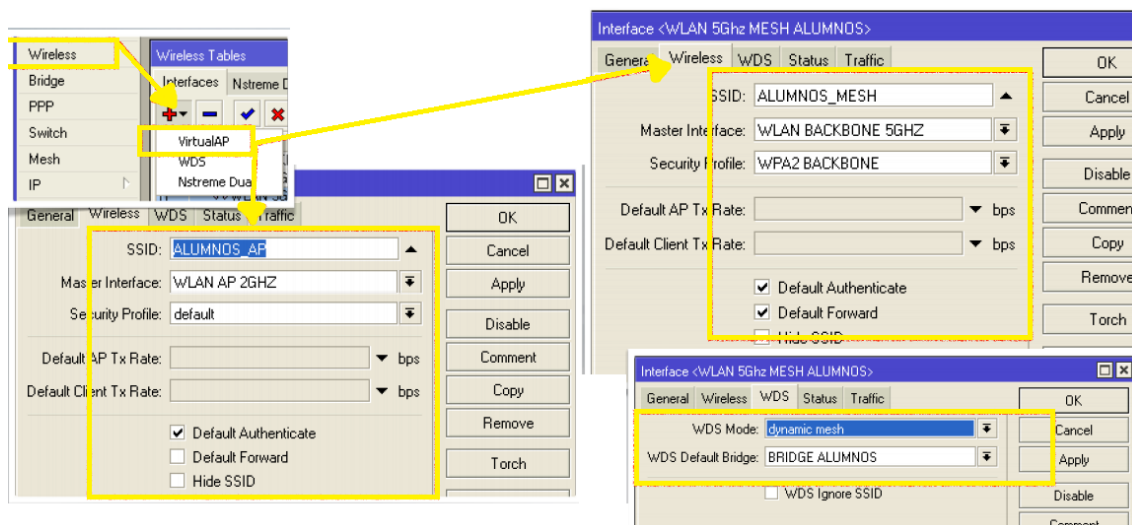 Wireless
Bridge
PPP
Switch
Mesh
IP
Wireless Tables
Interfaces Nstreme D
VirtualAP
WDS
Nstreme Dua
General Wireless WDS Status Traffic
SSID: ALUMNOS_AP
Master Interface: WLAN AP 2GHZ
Security Profile: default
Default AP Tx Rate: bps
Default Client Tx Rate: bps
Default Authenticate
Default Forward
Hide SSID
OK
Cancel
Apply
Disable
Comment
Copy
Remove
Torch
Interface <WLAN 5Ghz MESH ALUMNOS>
General Wireless WDS Status Traffic
SSID: ALUMNOS_MESH
Master Interface: WLAN BACKBONE 5GHZ
Security Profile: WPA2 BACKBONE
Default AP Tx Rate: bps
Default Client Tx Rate: bps
Default Authenticate
Default Forward
Hide SSID
OK
Cancel
Apply
Disable
Commen
Copy
Remove
Torch
Interface <WLAN 5Ghz MESH ALUMNOS>
General Wireless WDS Status Traffic
WDS Mode: dynamic mesh
WDS Default Bridge: BRIDGE ALUMNOS
WDS Ignore SSID
OK
Cancel
Apply
Disable
Comment